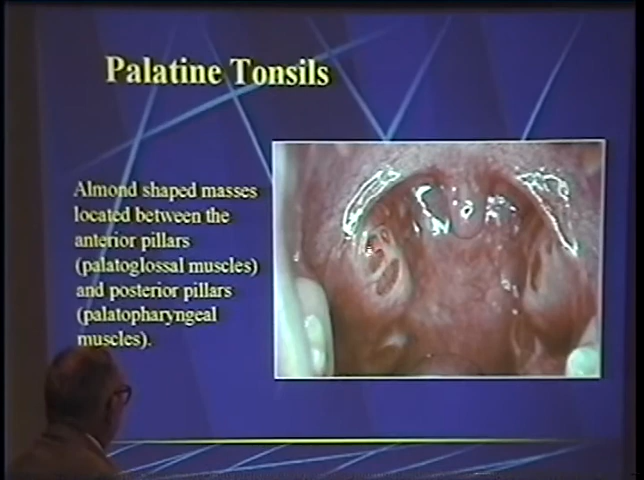 Palatine Tonsils
Almond shaped masses
located between the
anterior pillars
(palatoglossal muscles)
and posterior pillars
(palatopharyngeal
muscles).